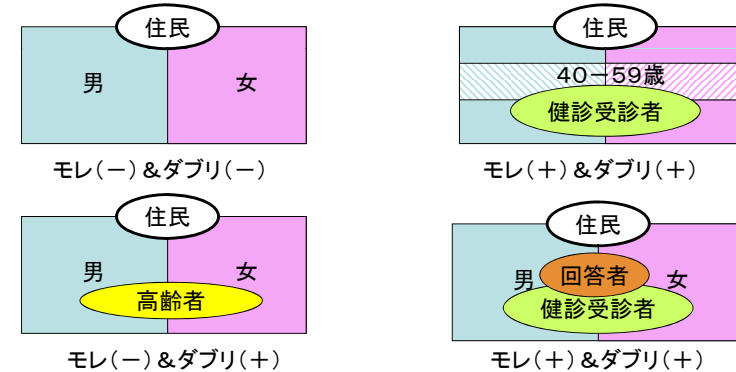 住民
男
女
モレ(－)&ダブリ(－)
住民
40－59歳
健診受診者
モレ(＋)&ダブリ(＋)
住民
男
女
高齢者
モレ(－)&ダブリ(＋)
住民
男
回答者
女
健診受診者
モレ(＋)&ダブリ(＋)